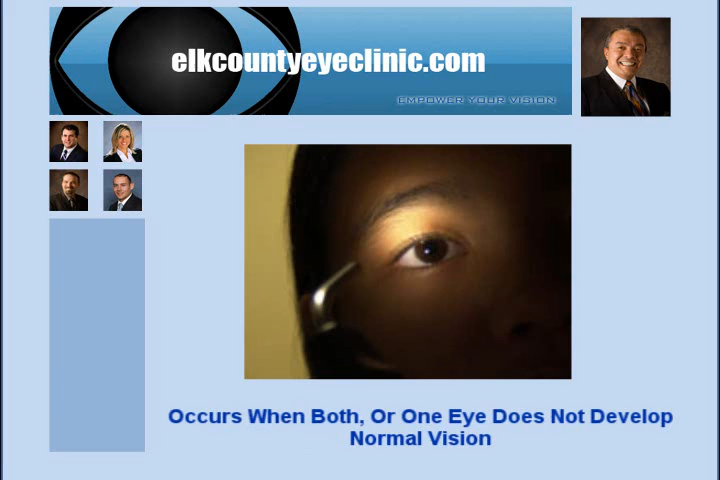 elkcountyeyeclinic.com
EMPOWER YOUR VISION
Occurs When Both, Or One Eye Does Not Develop
Normal Vision